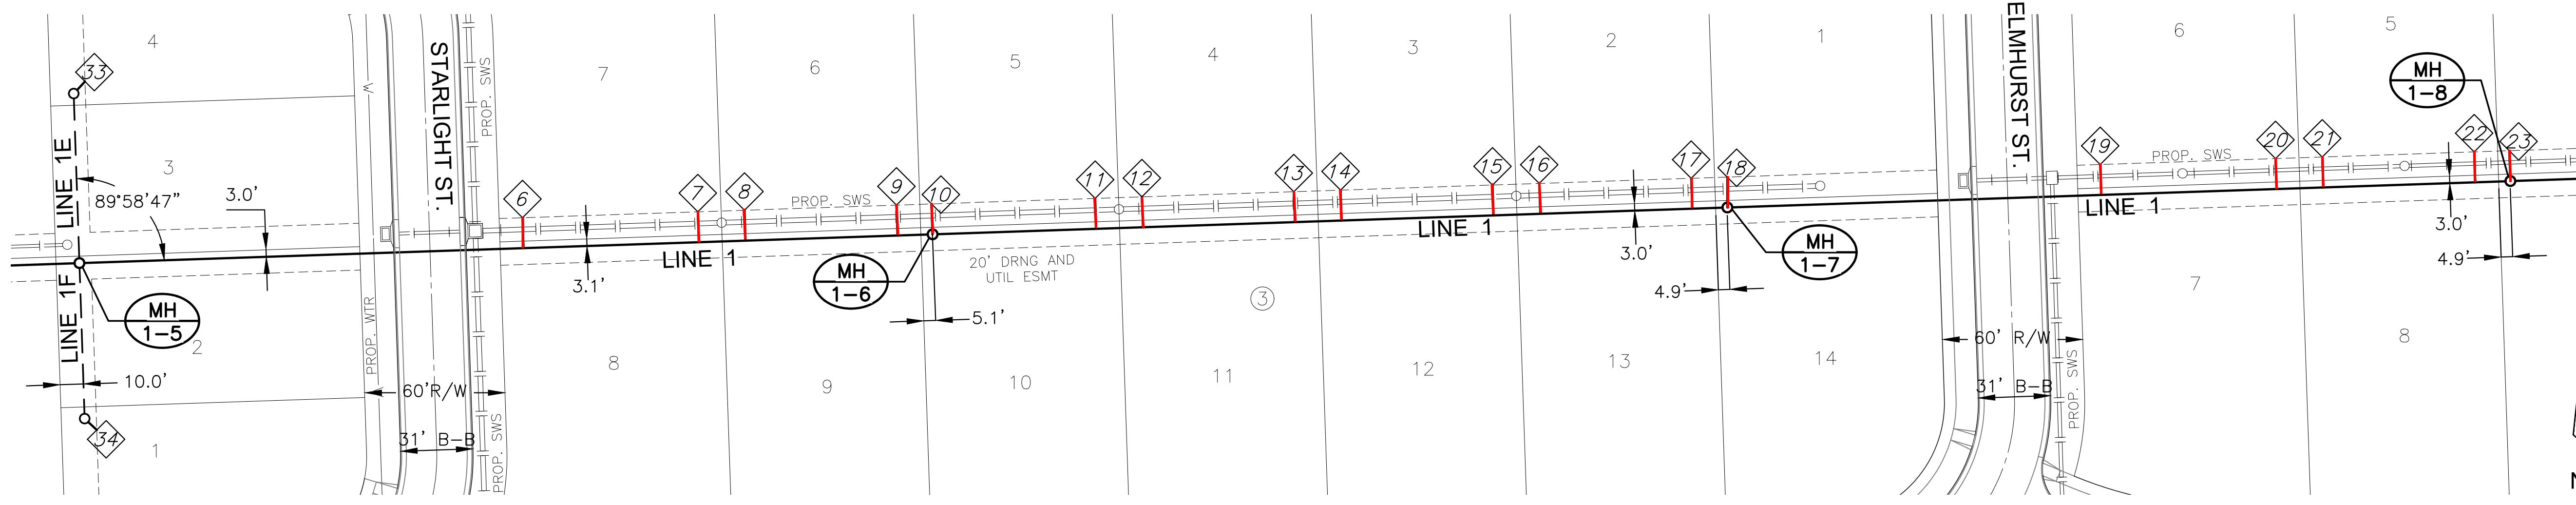 4
33
3
LINE 1E
89°58'47"
3.0'
LINE 1F
MH
1-5
2
10.0'
34
1
W
STARLIGHT ST.
PROP. SWS
PROP. WTR
60'R/W
31' B-B
PROP. SWS
7
6
5
4
3
2
1
6
7
8
PROP. SWS
9
10
11
12
13
14
15
16
17
18
3.1'
LINE 1
MH
1-6
20' DRNG AND
UTIL ESMT
5.1'
3
LINE 1
3.0'
4.9'
MH
1-7
8
9
10
11
12
13
14
ELMHURST ST.
60' R/W
31' B-B
PROP. SWS
6
5
MH
1-8
19
PROP. SWS
20
21
22
23
LINE 1
3.0'
4.9'
7
8